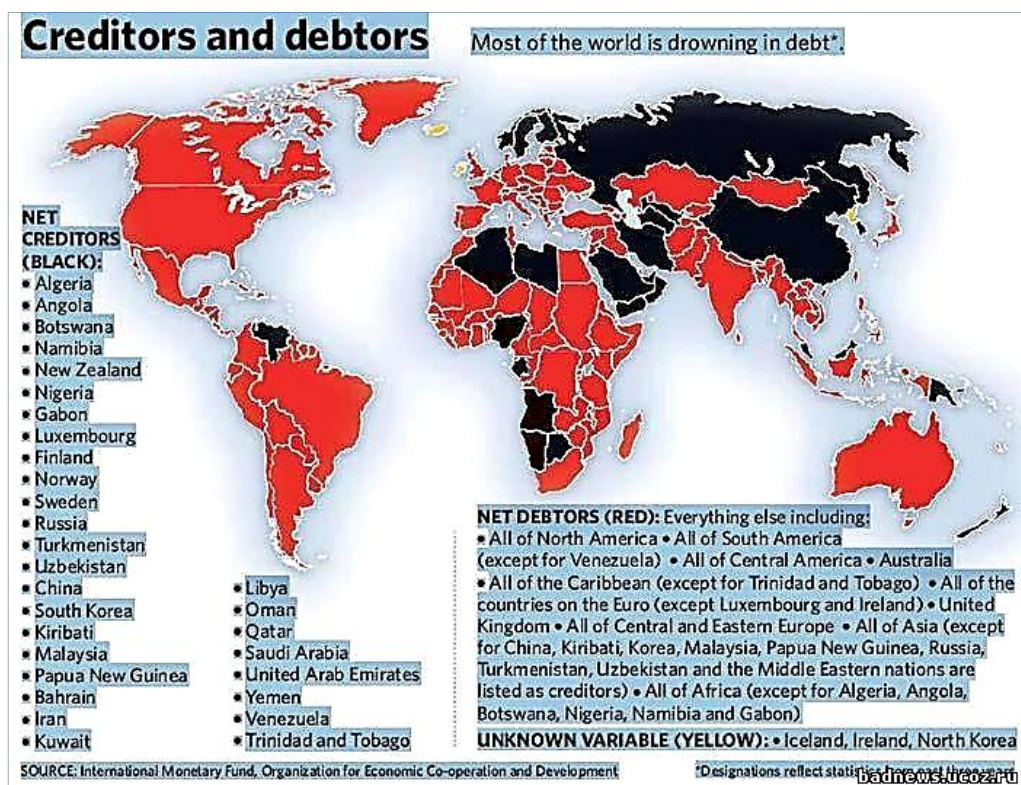 Creditors and debtors
Most of the world is drowning in debt*.
NET
CREDITORS
(BLACK):
• Algeria
• Angola
• Botswana
• Namibia
• New Zealand
• Nigeria
• Gabon
• Luxembourg
• Finland
• Norway
• Sweden
• Russia
• Turkmenistan
• Uzbekistan
• China
• South Korea
• Kiribati
• Malaysia
• Papua New Guinea
• Bahrain
• Iran
• Kuwait
• Libya
• Oman
• Qatar
• Saudi Arabia
• United Arab Emirates
• Yemen
• Venezuela
• Trinidad and Tobago
NET DEBTORS (RED): Everything else including:
• All of North America • All of South America
(except for Venezuela) • All of Central America • Australia
• All of the Caribbean (except for Trinidad and Tobago) • All of the
countries on the Euro (except Luxembourg and Ireland) • United
Kingdom • All of Central and Eastern Europe • All of Asia (except
for China, Kiribati, Korea, Malaysia, Papua New Guinea, Russia,
Turkmenistan, Uzbekistan and the Middle Eastern nations are
listed as creditors) • All of Africa (except for Algeria, Angola,
Botswana, Nigeria, Namibia and Gabon)
UNKNOWN VARIABLE (YELLOW): • Iceland, Ireland, North Korea
SOURCE: International Monetary Fund, Organization for Economic Co-operation and Development
*Designations reflect statistics from past three years
badnews.ucoz.ru